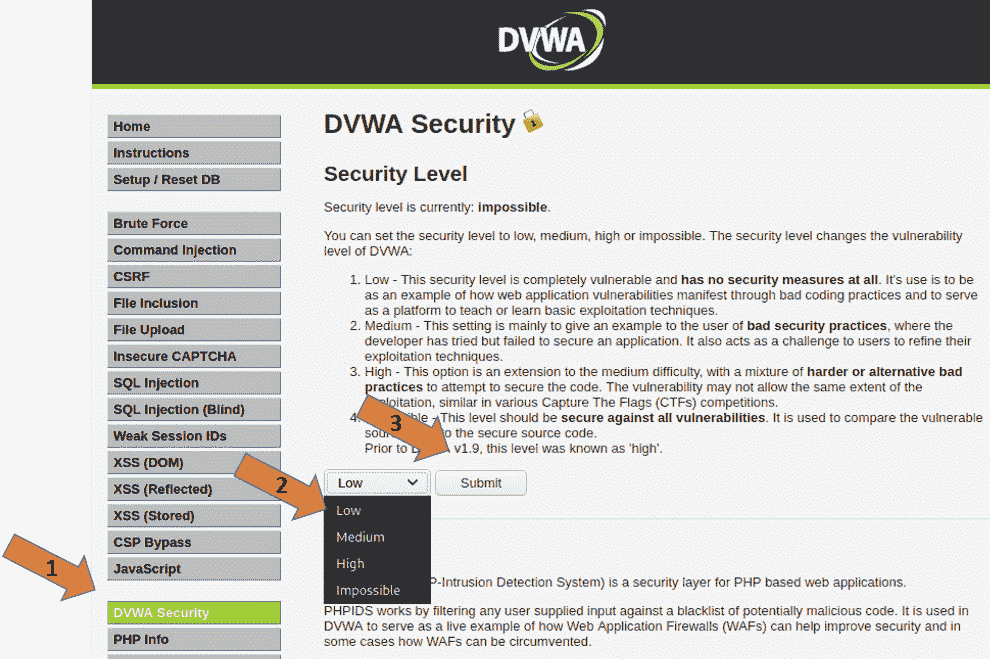 DVWA
Home
Instructions
Setup / Reset DB
Brute Force
Command Injection
CSRF
File Inclusion
File Upload
Insecure CAPTCHA
SQL Injection
SQL Injection (Blind)
Weak Session IDs
XSS (DOM)
XSS (Reflected)
XSS (Stored)
CSP Bypass
JavaScript
DVWA Security
PHP Info
1
DVWA Security
Security Level
Security level is currently: impossible.
You can set the security level to low, medium, high or impossible. The security level changes the vulnerability
level of DVWA:
1. Low - This security level is completely vulnerable and has no security measures at all. It's use is to be
as an example of how web application vulnerabilities manifest through bad coding practices and to serve
as a platform to teach or learn basic exploitation techniques.
2. Medium - This setting is mainly to give an example to the user of bad security practices, where the
developer has tried but failed to secure an application. It also acts as a challenge to users to refine their
exploitation techniques.
3. High - This option is an extension to the medium difficulty, with a mixture of harder or alternative bad
practices to attempt to secure the code. The vulnerability may not allow the same extent of the
exploitation, similar in various Capture The Flags (CTFs) competitions.
4. - This level should be secure against all vulnerabilities. It is used to compare the vulnerable
to the secure source code.
Prior to v1.9, this level was known as 'high'.
3
2
Low
Submit
Low
Medium
High
Impossible
P-Intrusion Detection System) is a security layer for PHP based web applications.
PHPIDS works by filtering any user supplied input against a blacklist of potentially malicious code. It is used in
DVWA to serve as a live example of how Web Application Firewalls (WAFs) can help improve security and in
some cases how WAFs can be circumvented.